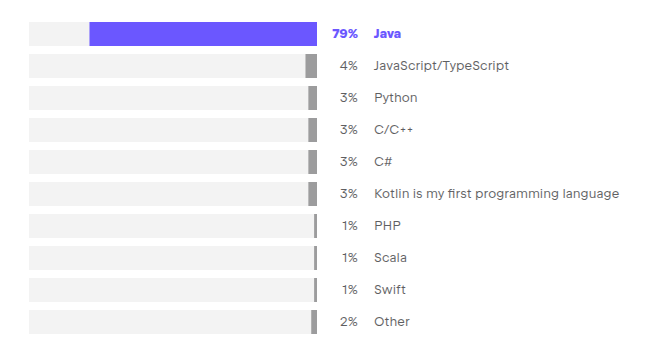 79% Java
4% JavaScript/TypeScript
3% Python
3% C/C++
3% C#
3% Kotlin is my first programming language
1% PHP
1% Scala
1% Swift
2% Other